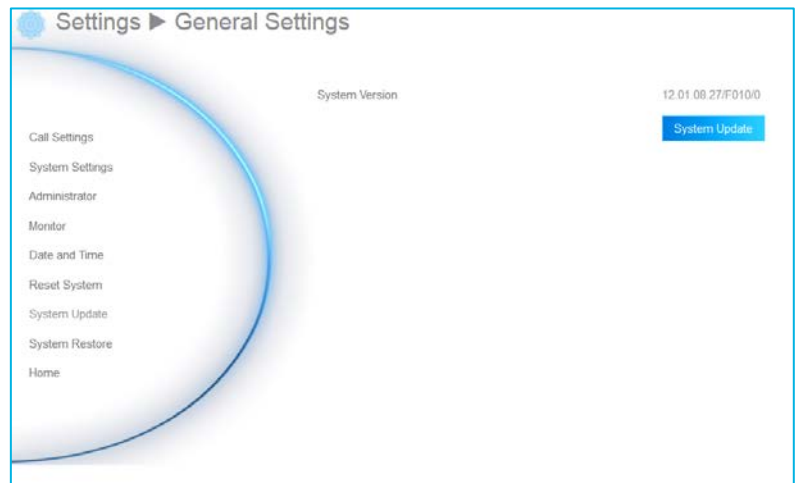 Settings ▶ General Settings
System Version 12.01.08.27/F010/0
System Update
Call Settings
System Settings
Administrator
Monitor
Date and Time
Reset System
System Update
System Restore
Home